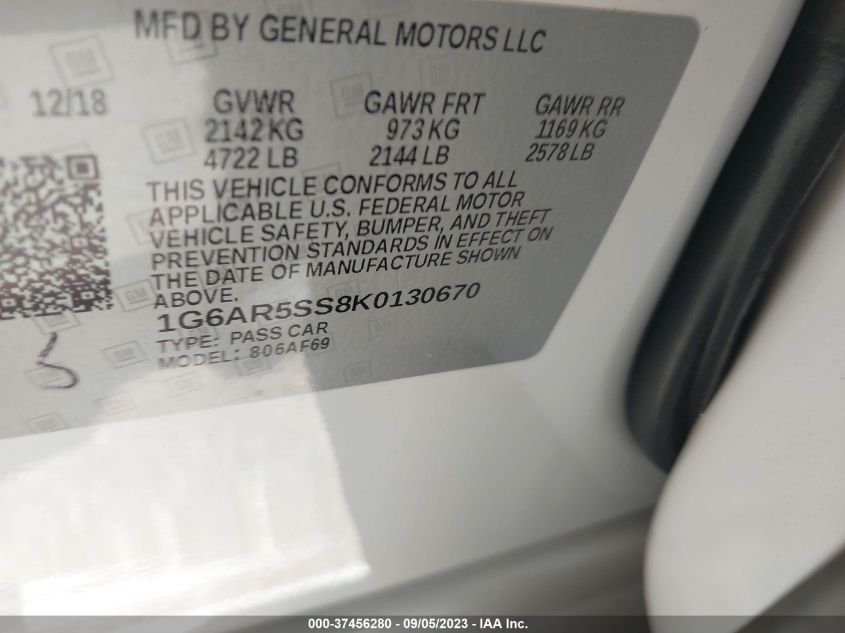 MFD BY GENERAL MOTORS LLC
12/18 GVWR GAWR FRT GAWR RR
2142 KG 973 KG 1169 KG
4722 LB 2144 LB 2578 LB
THIS VEHICLE CONFORMS TO ALL
APPLICABLE U.S. FEDERAL MOTOR
VEHICLE SAFETY, BUMPER, AND THEFT
PREVENTION STANDARDS IN EFFECT ON
THE DATE OF MANUFACTURE SHOWN
ABOVE.
1G6AR5SS8K0130670
TYPE: PASS CAR
MODEL: 806AF69
000-37456280 - 09/05/2023 - IAA Inc.